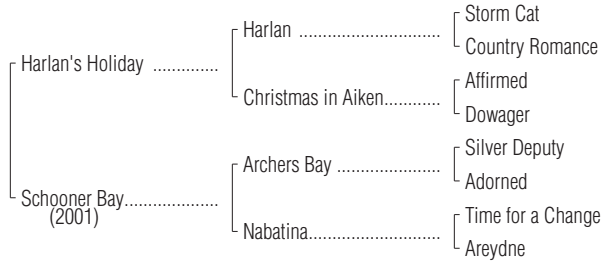 Storm Cat
Harlan ....................................
Country Romance
Harlan's Holiday ..............
Affirmed
Christmas in Aiken............
Dowager
Silver Deputy
Archers Bay ..........................
Adorned
Schooner Bay....................
(2001)
Time for a Change
Nabatina.................................
Areydne